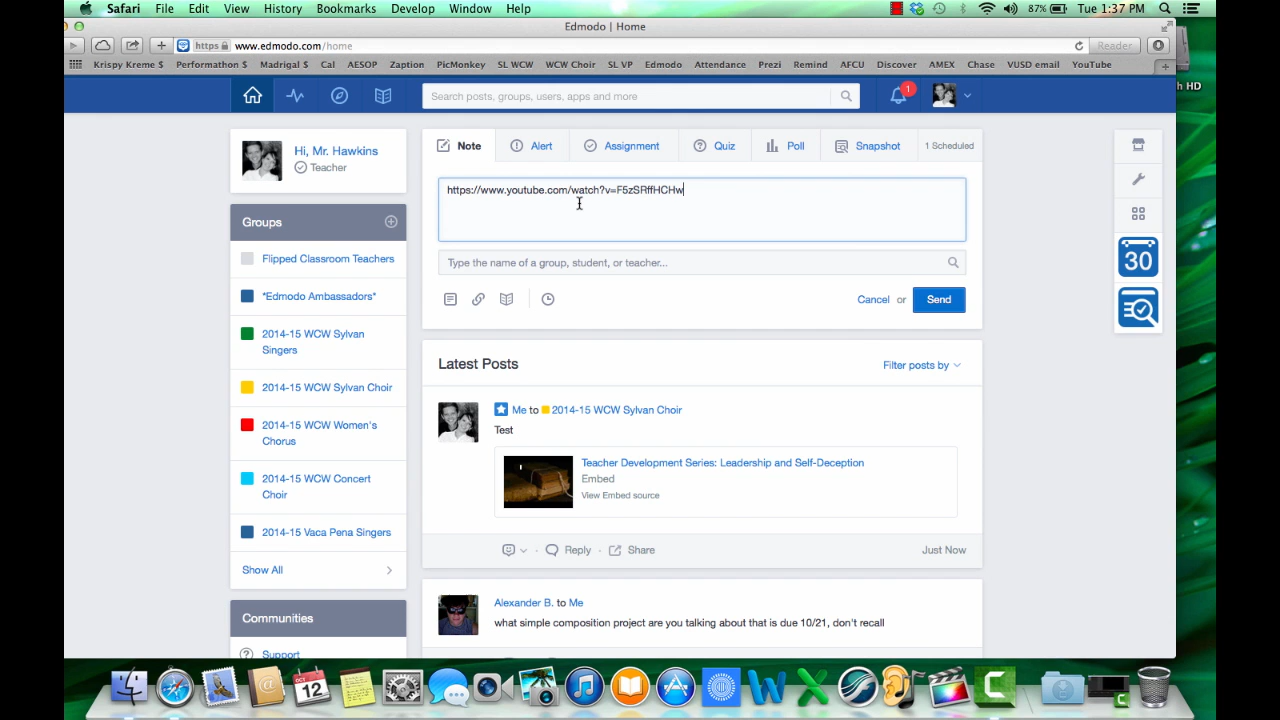 Safari File Edit View History Bookmarks Develop Window Help 87% Tue 1:37 PM
Edmodo | Home
https www.edmodo.com/home Reader
Krispy Kreme $ Performathon $ Madrigal $ Cal AESOP Zaption PicMonkey SL WCW WCW Choir SL VP Edmodo Attendance Prezi Remind AFCU Discover AMEX Chase VUSD email YouTube
h HD
Search posts, groups, users, apps and more
1
Hi, Mr. Hawkins
Teacher
Note Alert Assignment Quiz Poll Snapshot 1 Scheduled
https://www.youtube.com/watch?v=F5zSRffHCHw
Type the name of a group, student, or teacher...
Cancel or Send
30
Groups
Flipped Classroom Teachers
*Edmodo Ambassadors*
2014-15 WCW Sylvan
Singers
2014-15 WCW Sylvan Choir
2014-15 WCW Women's
Chorus
2014-15 WCW Concert
Choir
2014-15 Vaca Pena Singers
Show All
Communities
Support
Latest Posts Filter posts by
Me to 2014-15 WCW Sylvan Choir
Test
Teacher Development Series: Leadership and Self-Deception
Embed
View Embed source
Reply Share Just Now
Alexander B. to Me
what simple composition project are you talking about that is due 10/21, don't recall
OCT
12